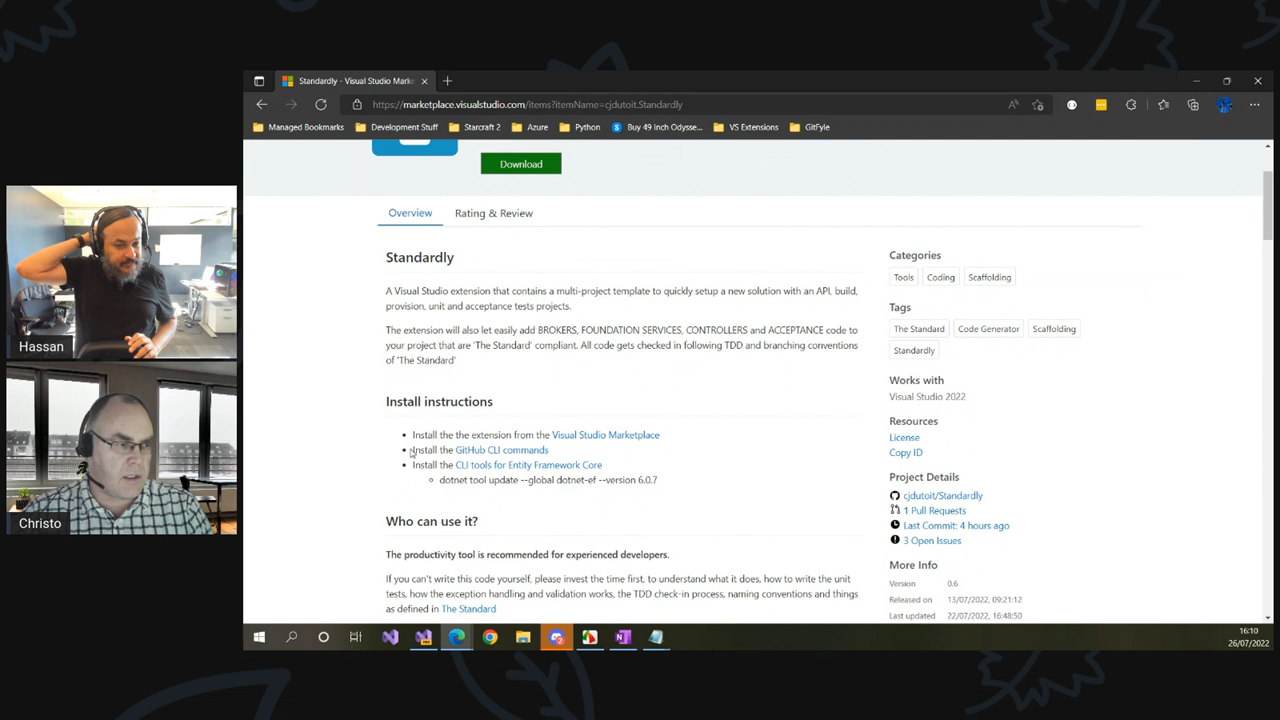 Standardly - Visual Studio Mark
https://marketplace.visualstudio.com/items?itemName=cjdutoit.Standardly
Managed Bookmarks
Development Stuff
Starcraft 2
Azure
Python
Buy 49 Inch Odysse...
VS Extensions
GitFyle
Download
Overview
Rating & Review
Standardly
A Visual Studio extension that contains a multi-project template to quickly setup a new solution with an API, build,
provision, unit and acceptance tests projects.
The extension will also let easily add BROKERS, FOUNDATION SERVICES, CONTROLLERS and ACCEPTANCE code to
your project that are 'The Standard' compliant. All code gets checked in following TDD and branching conventions
of 'The Standard'
Install instructions
Install the the extension from the Visual Studio Marketplace
Install the GitHub CLI commands
Install the CLI tools for Entity Framework Core
dotnet tool update --global dotnet-ef --version 6.0.7
Who can use it?
The productivity tool is recommended for experienced developers.
If you can't write this code yourself, please invest the time first, to understand what it does, how to write the unit
tests, how the exception handling and validation works, the TDD check-in process, naming conventions and things
as defined in The Standard
Categories
Tools
Coding
Scaffolding
Tags
The Standard
Code Generator
Scaffolding
Standardly
Works with
Visual Studio 2022
Resources
License
Copy ID
Project Details
cjdutoit/Standardly
1 Pull Requests
Last Commit: 4 hours ago
3 Open Issues
More Info
Version
0.6
Released on
13/07/2022, 09:21:12
Last updated
22/07/2022, 16:48:50
Hassan
Christo
16:10
26/07/2022